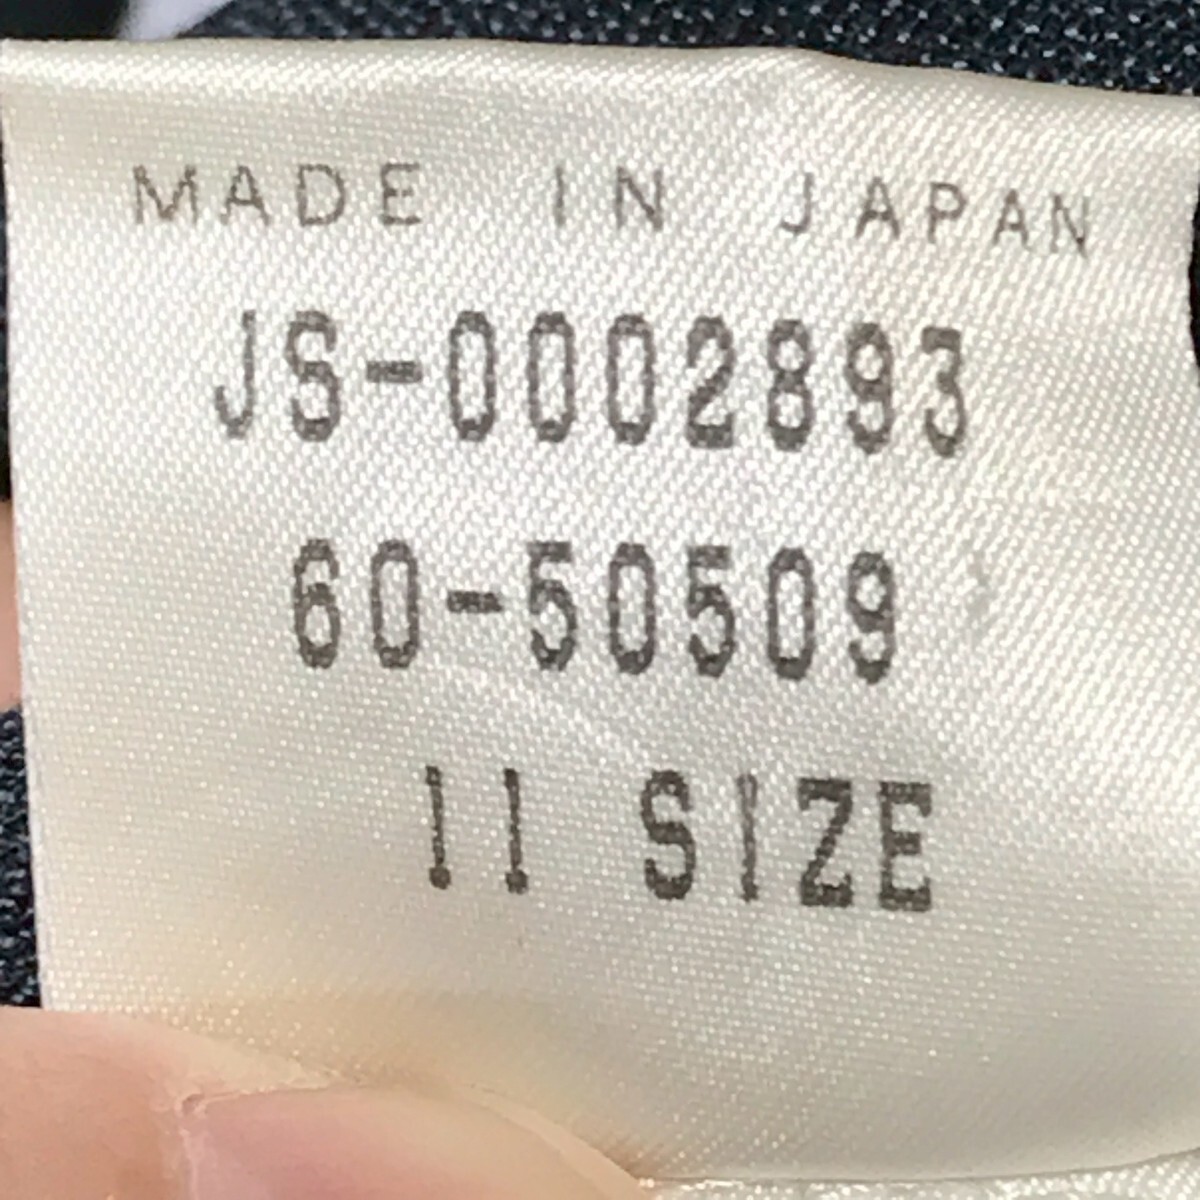 MADE IN JAPAN
JS-0002893
60-50509
11 SIZE